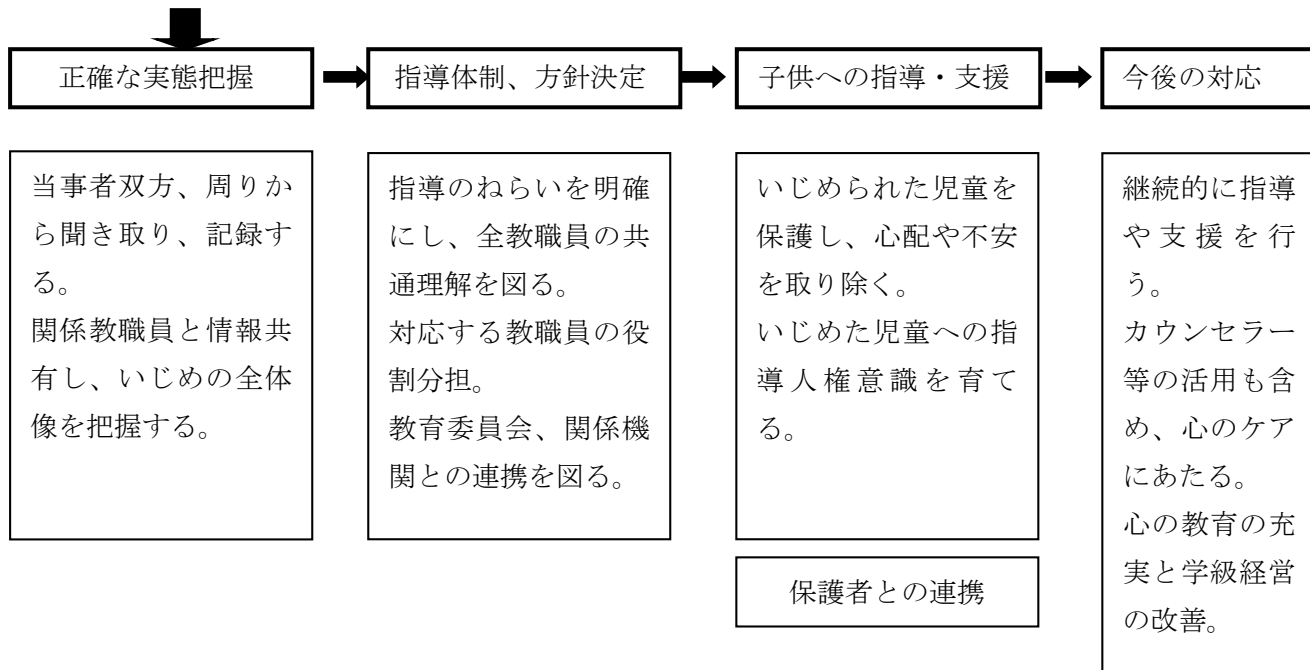 正確な実態把握
指導体制、方針決定
子供への指導・支援
今後の対応
当事者双方、周りか
ら聞き取り、記録す
る。
関係教職員と情報共
有し、いじめの全体
像を把握する。
指導のねらいを明確
にし、全教職員の共
通理解を図る。
対応する教職員の役
割分担。
教育委員会、関係機
関との連携を図る。
いじめられた児童を
保護し、心配や不安
を取り除く。
いじめた児童への指
導人権意識を育て
る。
保護者との連携
継続的に指導
や支援を行
う。
カウンセラー
等の活用も含
め、心のケア
にあたる。
心の教育の充
実と学級経営
の改善。